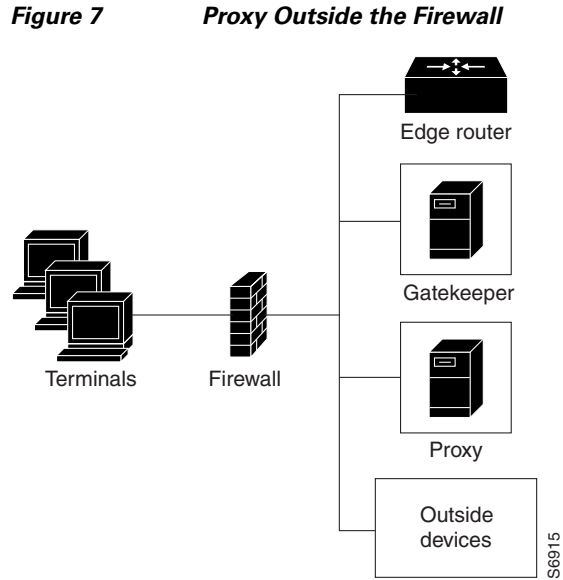 Figure 7 Proxy Outside the Firewall
Edge router
Gatekeeper
Terminals
Firewall
Proxy
Outside
devices
S6915